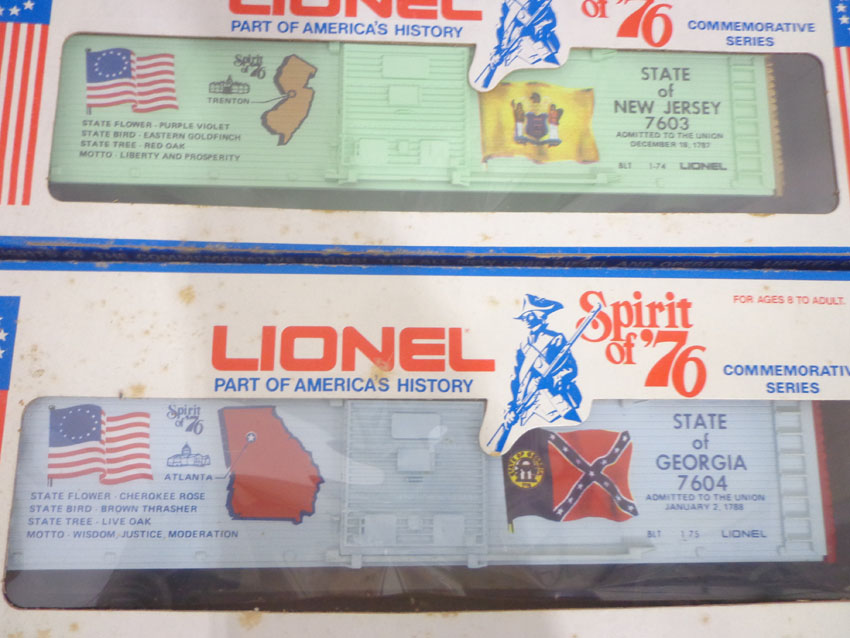 LIONEL
PART OF AMERICA'S HISTORY
Spirit
of '76
COMMEMORATIVE
SERIES
Spirit
of '76
TRENTON
STATE FLOWER - PURPLE VIOLET
STATE BIRD - EASTERN GOLDFINCH
STATE TREE - RED OAK
MOTTO - LIBERTY AND PROSPERITY
STATE
of
NEW JERSEY
7603
ADMITTED TO THE UNION
DECEMBER 18, 1787
BLT 1-74 LIONEL
LIONEL
PART OF AMERICA'S HISTORY
Spirit
of '76
FOR AGES 8 TO ADULT.
COMMEMORATIV
SERIES
Spirit
of '76
ATLANTA
STATE FLOWER - CHEROKEE ROSE
STATE BIRD - BROWN THRASHER
STATE TREE - LIVE OAK
MOTTO - WISDOM, JUSTICE, MODERATION
STATE
of
GEORGIA
7604
ADMITTED TO THE UNION
JANUARY 2, 1788
BLT 1-75 LIONEL